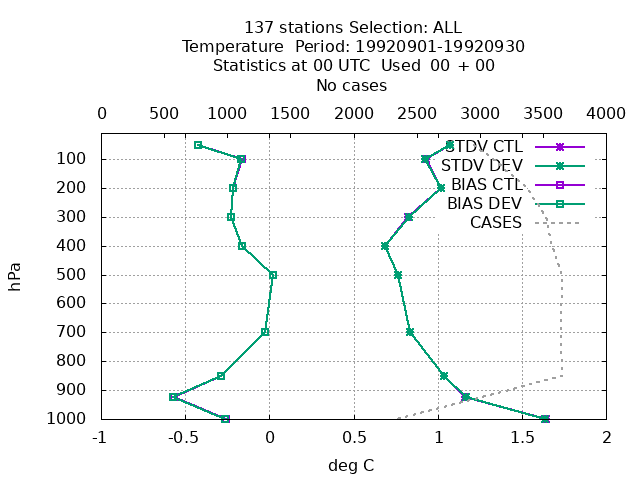 137 stations Selection: ALL
Temperature  Period: 19920901-19920930
Statistics at 00 UTC  Used  00 + 00
No cases
0 500 1000 1500 2000 2500 3000 3500 4000
STDV CTL
STDV DEV
BIAS CTL
BIAS DEV
CASES
100
200
300
400
500
600
700
800
900
1000
hPa
-1 -0.5 0 0.5 1 1.5 2
deg C